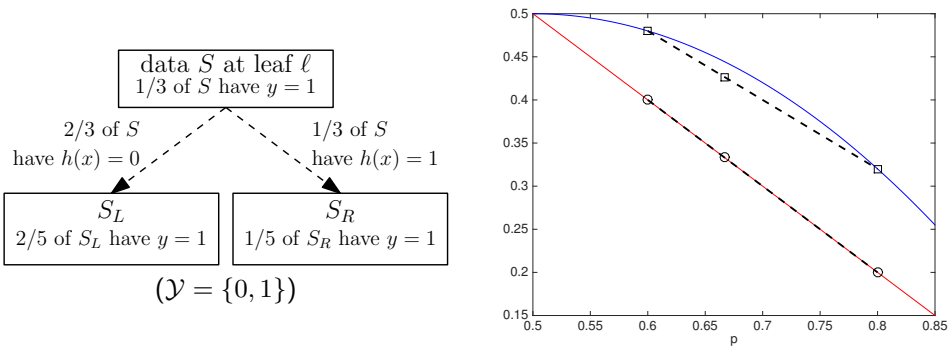 data S at leaf ℓ
1/3 of S have y = 1
2/3 of S
have h(x) = 0
1/3 of S
have h(x) = 1
S_L
2/5 of S_L have y = 1
S_R
1/5 of S_R have y = 1
(𝒴 = {0, 1})
0.5
0.45
0.4
0.35
0.3
0.25
0.2
0.15
0.5
0.55
0.6
0.65
0.7
0.75
0.8
0.85
p